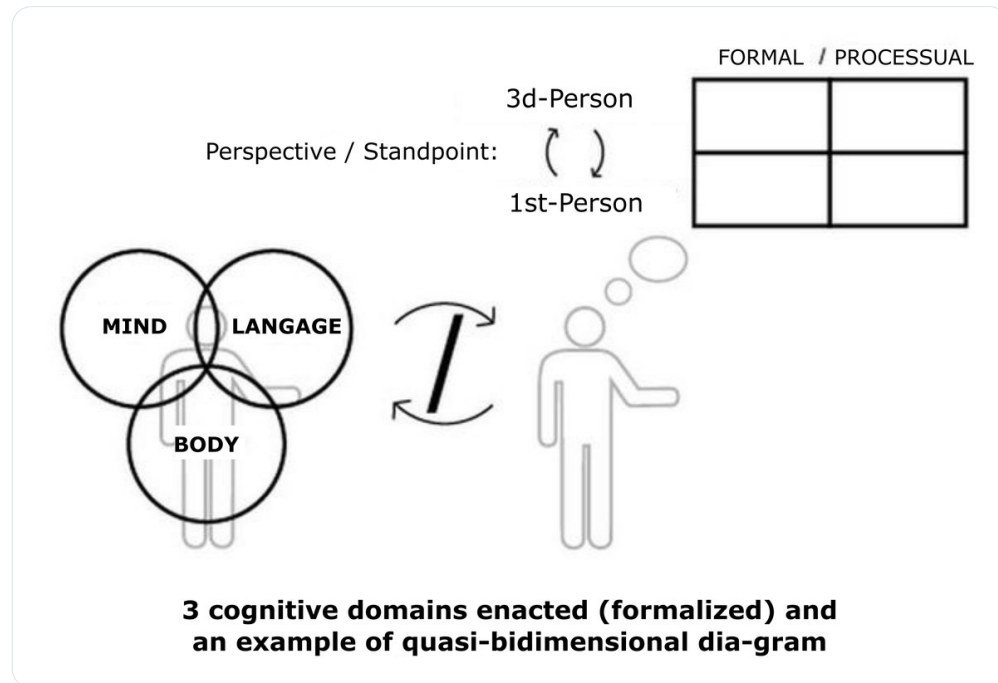 FORMAL / PROCESSUAL
3d-Person
Perspective / Standpoint:
1st-Person
MIND
LANGAGE
/
BODY
3 cognitive domains enacted (formalized) and
an example of quasi-bidimensional dia-gram